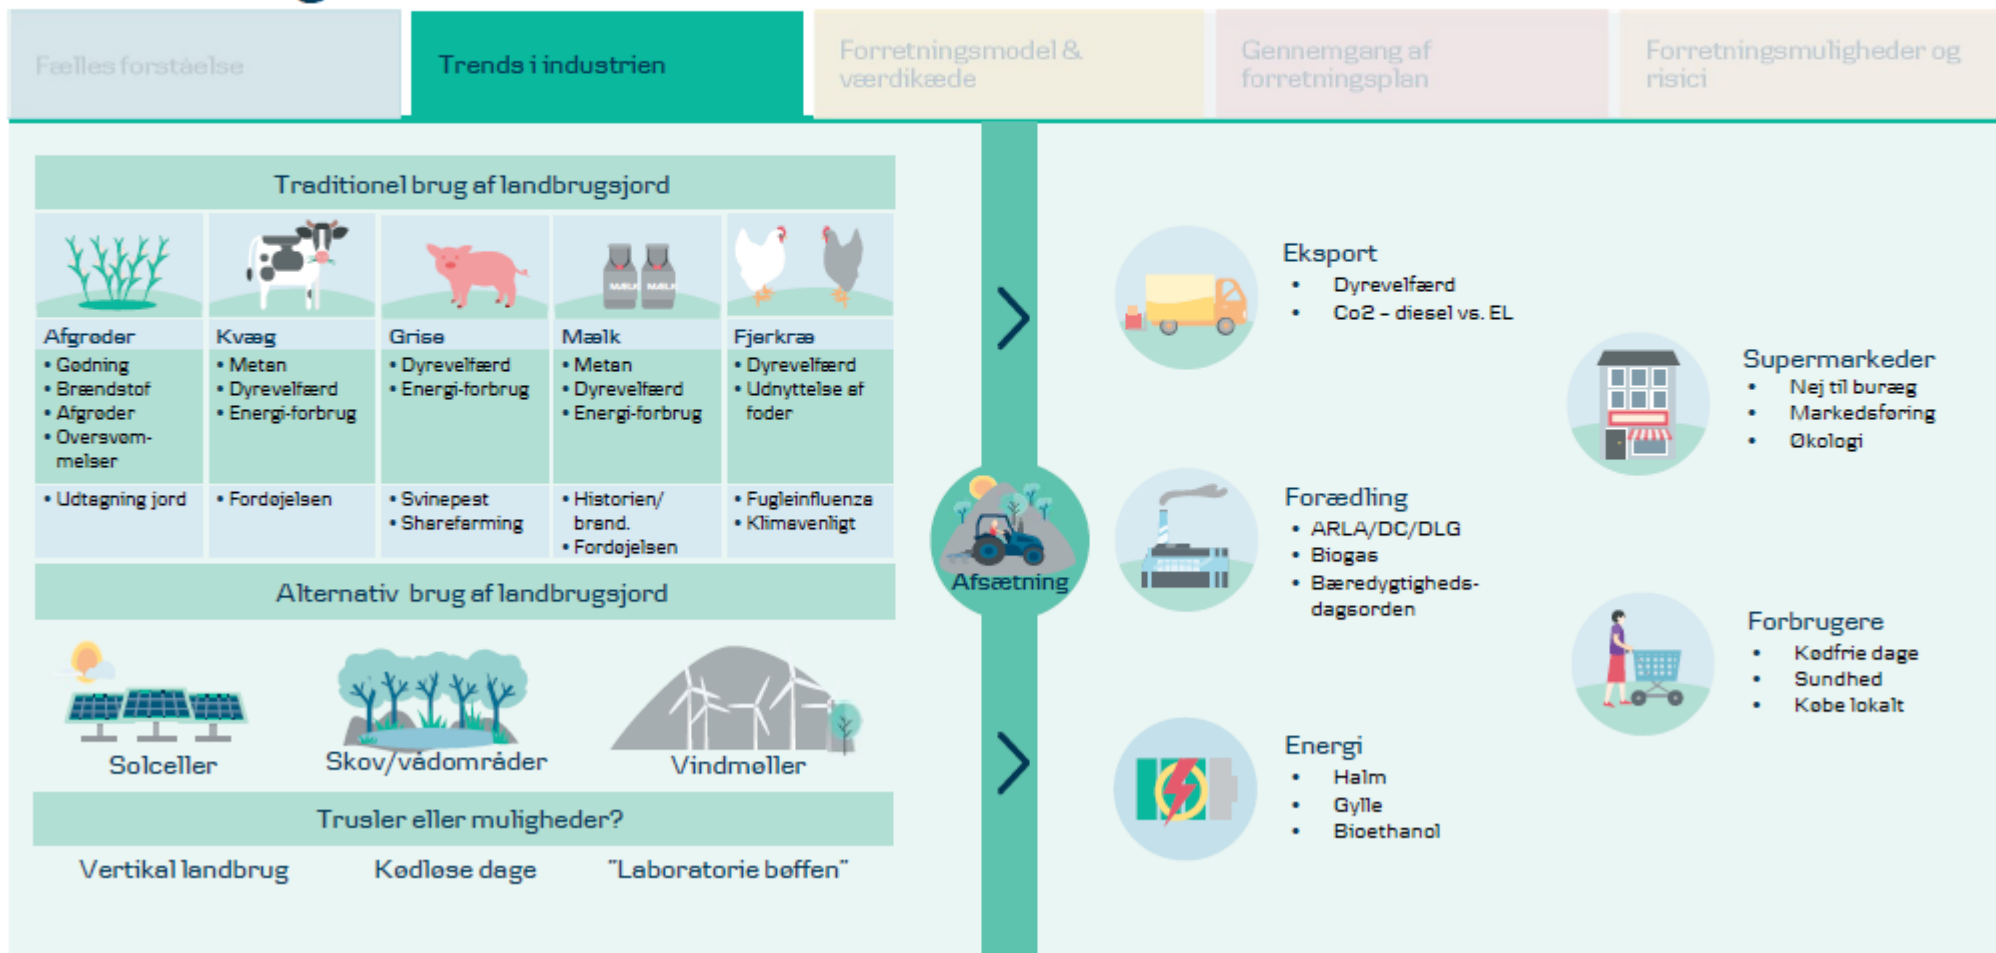 Fælles forståelse
Trends i industrien
Forretningsmodel &
værdikæde
Gennemgang af
forretningsplan
Forretningsmuligheder og
risici
Traditionel brug af landbrugsjord
Afgrøder
• Gødning
• Brændstof
• Afgrøder
• Oversvøm-
melser
• Udtagning jord
Kvæg
• Metan
• Dyrevelfærd
• Energi-forbrug
• Fordøjelsen
Grise
• Dyrevelfærd
• Energi-forbrug
• Svinepest
• Sharefarming
MÆLK MÆLK
Mælk
• Metan
• Dyrevelfærd
• Energi-forbrug
• Historien/
brand.
• Fordøjelsen
Fjerkræ
• Dyrevelfærd
• Udnyttelse af
foder
• Fugleinfluenza
• Klimavenligt
Alternativ brug af landbrugsjord
Solceller
Skov/vådområder
Vindmøller
Trusler eller muligheder?
Vertikal landbrug
Kødløse dage
"Laboratorie bøffen"
Afsætning
Eksport
• Dyrevelfærd
• Co2 - diesel vs. EL
Forædling
• ARLA/DC/DLG
• Biogas
• Bæredygtigheds-
dagsorden
Energi
• Halm
• Gylle
• Bioethanol
Supermarkeder
• Nej til buræg
• Markedsføring
• Økologi
Forbrugere
• Kødfrie dage
• Sundhed
• Købe lokalt